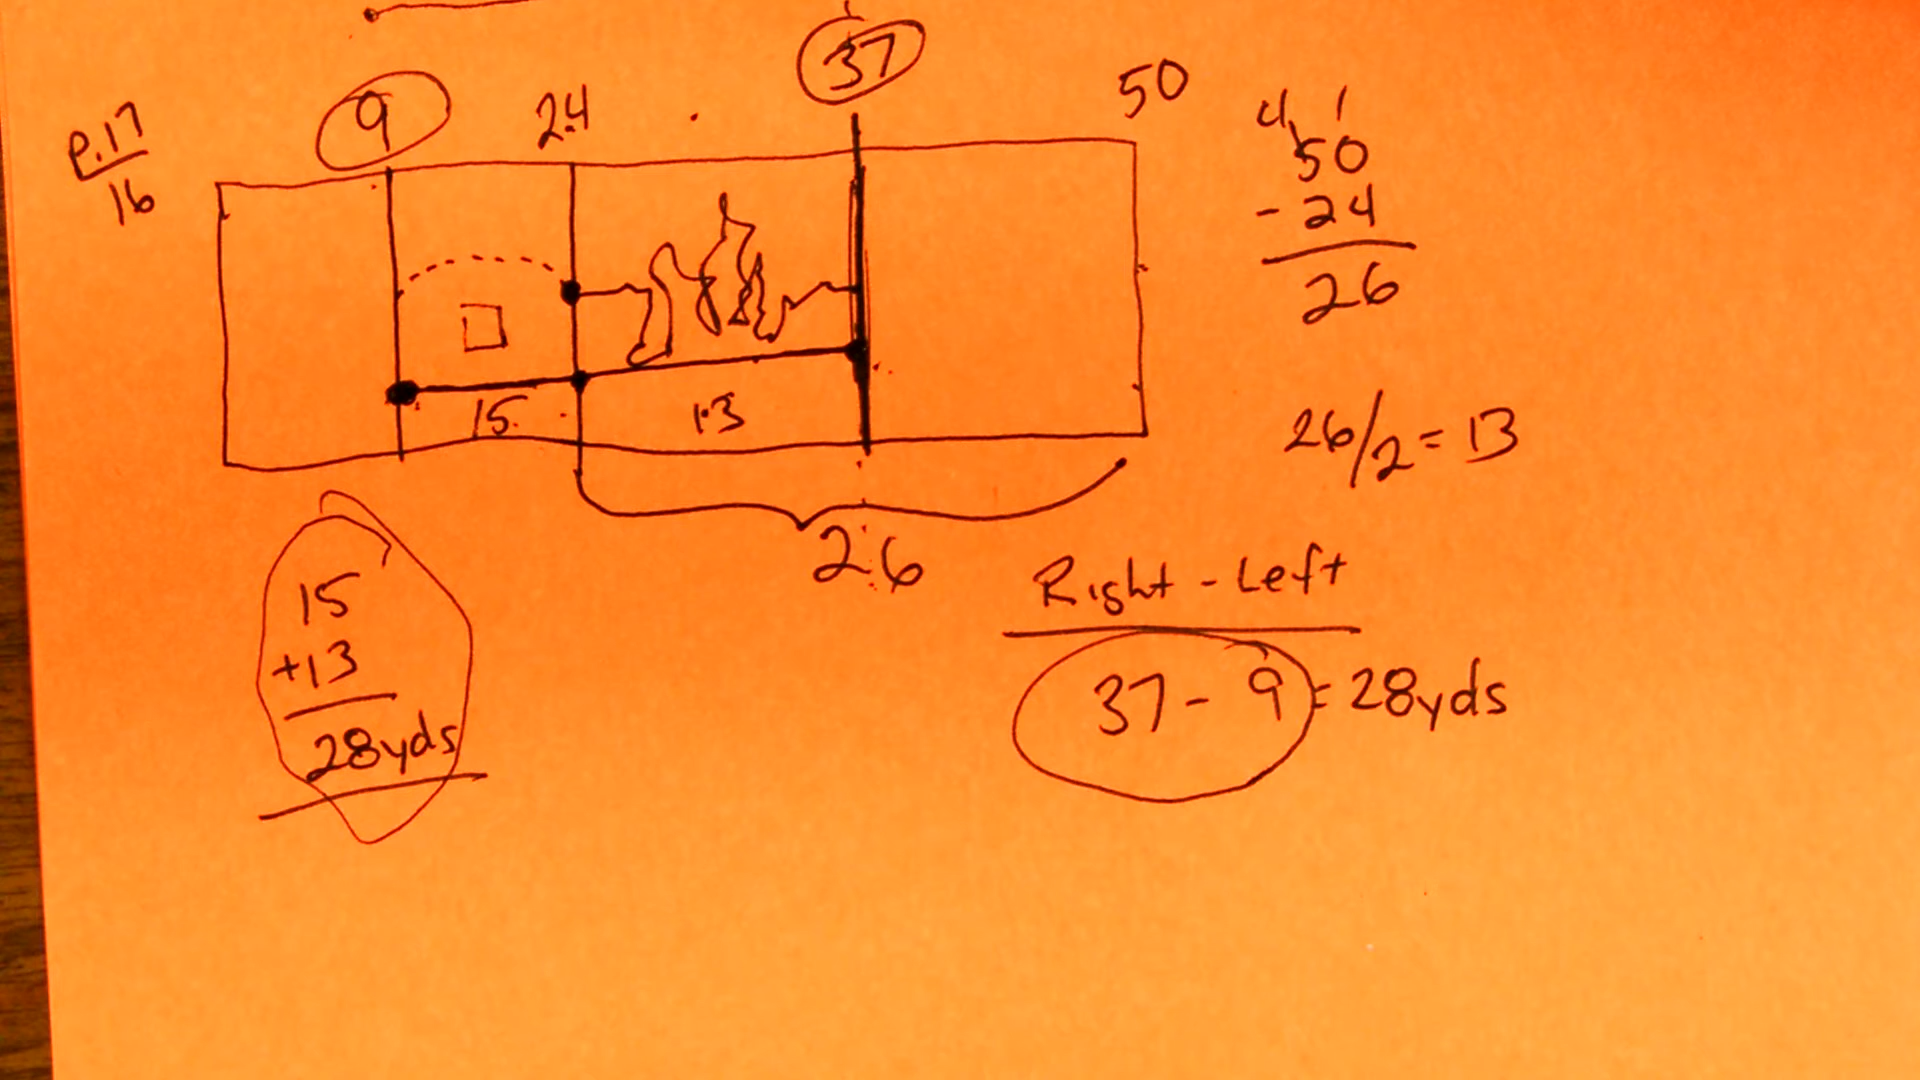 P.17
16
9
24
37
50
15
13
26
4 1
50
- 24
26
26/2 = 13
Right - Left
37 - 9 = 28yds
15
+13
28yds